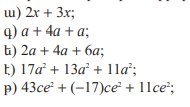 ա) 2x + 3x;
գ) a + 4a + a;
ե) 2a + 4a + 6a;
է) 17a² + 13a² + 11a²;
թ) 43ce² + (–17)ce² + 11ce²;